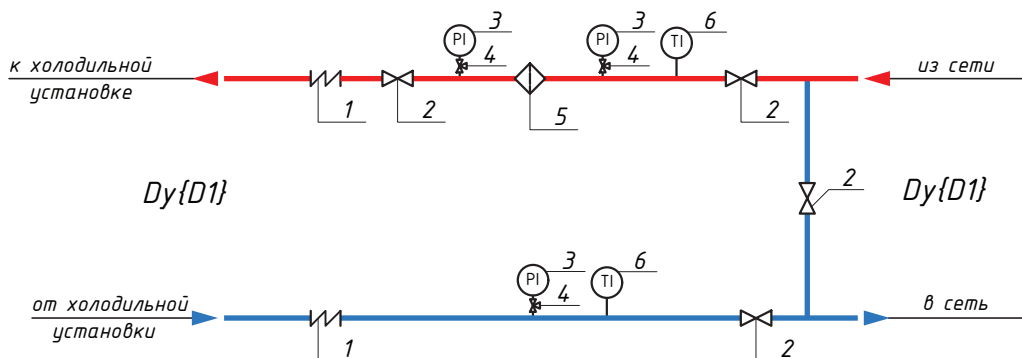 3 3 6
PI PI TI
4 4
к холодильной
установке
из сети
1 2 5 2
2
Dy{D1} Dy{D1}
3 6
PI TI
4
от холодильной
установки
в сеть
1 2